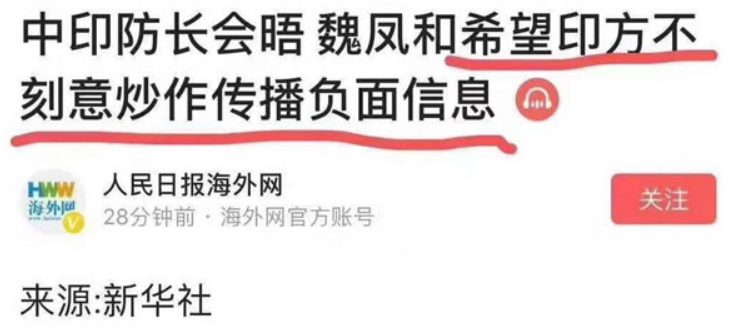 中印防长会晤 魏凤和希望印方不
刻意炒作传播负面信息
HWW
海外网
人民日报海外网
28分钟前 · 海外网官方账号
关注
来源:新华社